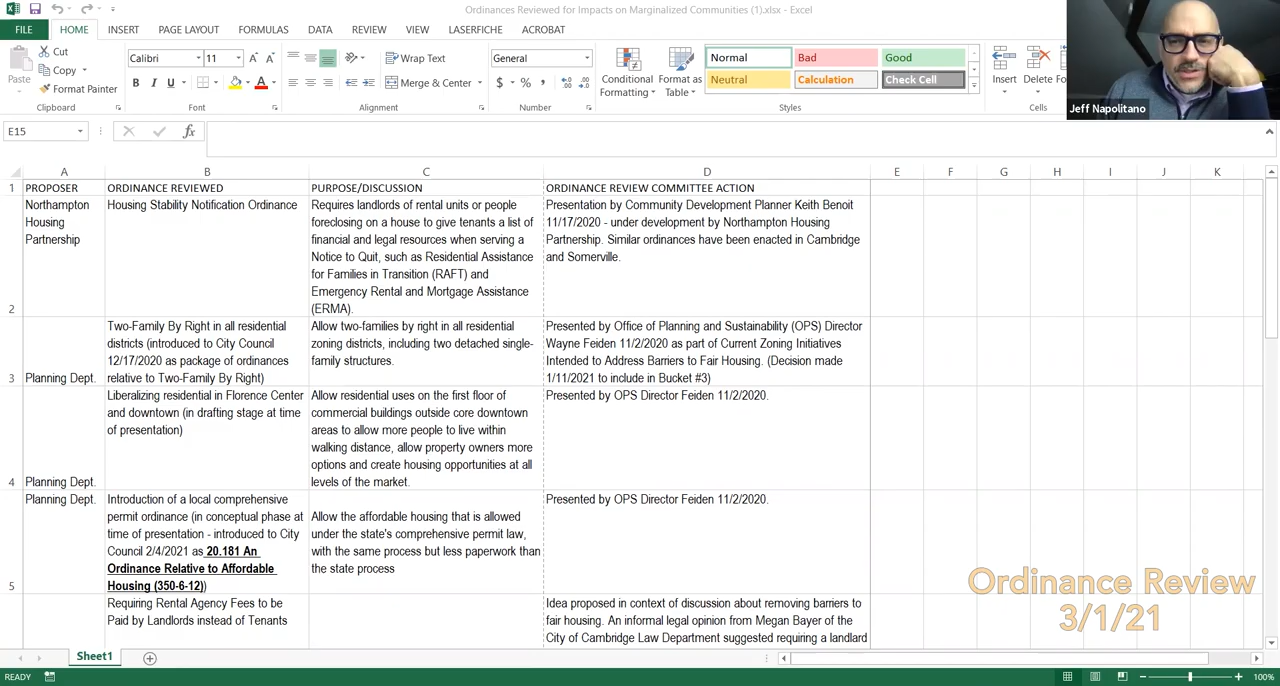 Ordinances Reviewed for Impacts on Marginalized Communities (1).xlsx - Excel
FILE HOME INSERT PAGE LAYOUT FORMULAS DATA REVIEW VIEW LASERFICHE ACROBAT
Cut
Copy
Format Painter
Paste
Clipboard
Calibri 11
B I U
Font
Wrap Text
Merge & Center
Alignment
General
$ % ,
Number
Conditional
Formatting
Format as
Table
Normal Bad Good
Neutral Calculation Check Cell
Styles
Insert Delete Fo
Cells
Jeff Napolitano
E15
fx
A B C D E F G H I J K
1 PROPOSER ORDINANCE REVIEWED PURPOSE/DISCUSSION ORDINANCE REVIEW COMMITTEE ACTION
Northampton
Housing
Partnership
Housing Stability Notification Ordinance
Requires landlords of rental units or people
foreclosing on a house to give tenants a list of
financial and legal resources when serving a
Notice to Quit, such as Residential Assistance
for Families in Transition (RAFT) and
Emergency Rental and Mortgage Assistance
(ERMA).
Presentation by Community Development Planner Keith Benoit
11/17/2020 - under development by Northampton Housing
Partnership. Similar ordinances have been enacted in Cambridge
and Somerville.
2
Two-Family By Right in all residential
districts (introduced to City Council
12/17/2020 as package of ordinances
relative to Two-Family By Right)
Allow two-families by right in all residential
zoning districts, including two detached single-
family structures.
Presented by Office of Planning and Sustainability (OPS) Director
Wayne Feiden 11/2/2020 as part of Current Zoning Initiatives
Intended to Address Barriers to Fair Housing. (Decision made
1/11/2021 to include in Bucket #3)
3 Planning Dept.
Liberalizing residential in Florence Center
and downtown (in drafting stage at time
of presentation)
Allow residential uses on the first floor of
commercial buildings outside core downtown
areas to allow more people to live within
walking distance, allow property owners more
options and create housing opportunities at all
levels of the market.
Presented by OPS Director Feiden 11/2/2020.
4 Planning Dept.
Planning Dept.
Introduction of a local comprehensive
permit ordinance (in conceptual phase at
time of presentation - introduced to City
Council 2/4/2021 as 20.181 An
Ordinance Relative to Affordable
Housing (350-6-12))
Allow the affordable housing that is allowed
under the state's comprehensive permit law,
with the same process but less paperwork than
the state process
Presented by OPS Director Feiden 11/2/2020.
5
Requiring Rental Agency Fees to be
Paid by Landlords instead of Tenants
Idea proposed in context of discussion about removing barriers to
fair housing. An informal legal opinion from Megan Bayer of the
City of Cambridge Law Department suggested requiring a landlard
Ordinance Review
3/1/21
Sheet1
READY
100%